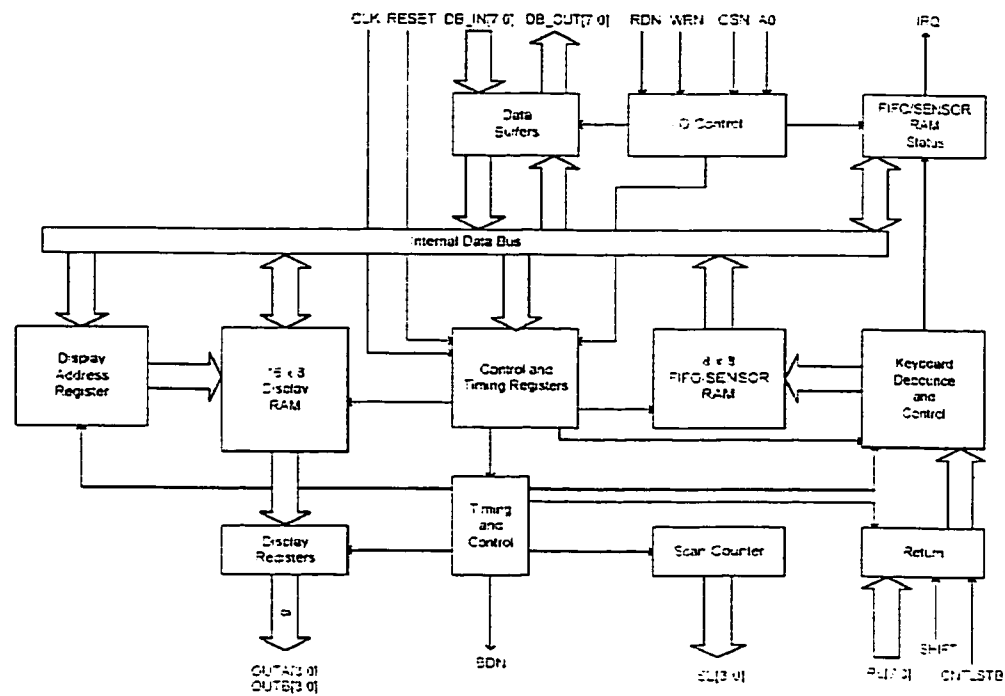 CLK RESET DB_IN[7:0] DB_OUT[7:0] RDN WRN CSN A0 IRQ
Data
Buffers
IO Control
FIFO/SENSOR
RAM
Status
Internal Data Bus
Display
Address
Register
16 x 8
Display
RAM
Control and
Timing Registers
8 x 8
FIFO/SENSOR
RAM
Keyboard
Debounce
and
Control
Timing
and
Control
Display
Registers
Scan Counter
Return
8
OUTA[3:0]
OUTB[3:0]
BDN
SL[3:0]
RL[7:0]
SHIFT
CNTLSTB